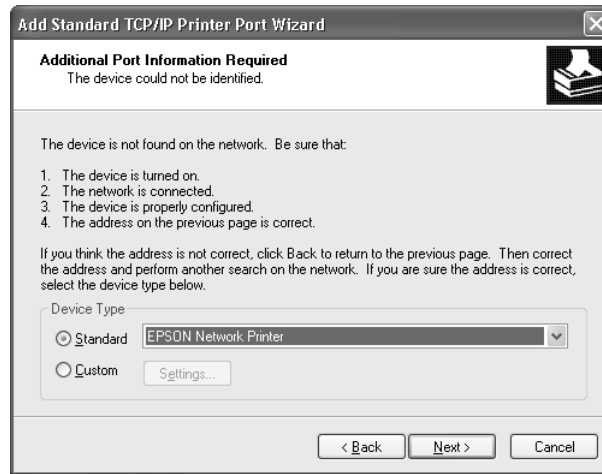 Add Standard TCP/IP Printer Port Wizard
Additional Port Information Required
The device could not be identified.
The device is not found on the network.  Be sure that:
1.  The device is turned on.
2.  The network is connected.
3.  The device is properly configured.
4.  The address on the previous page is correct.
If you think the address is not correct, click Back to return to the previous page.  Then correct
the address and perform another search on the network.  If you are sure the address is correct,
select the device type below.
Device Type
Standard
EPSON Network Printer
Custom
Settings...
< Back
Next >
Cancel